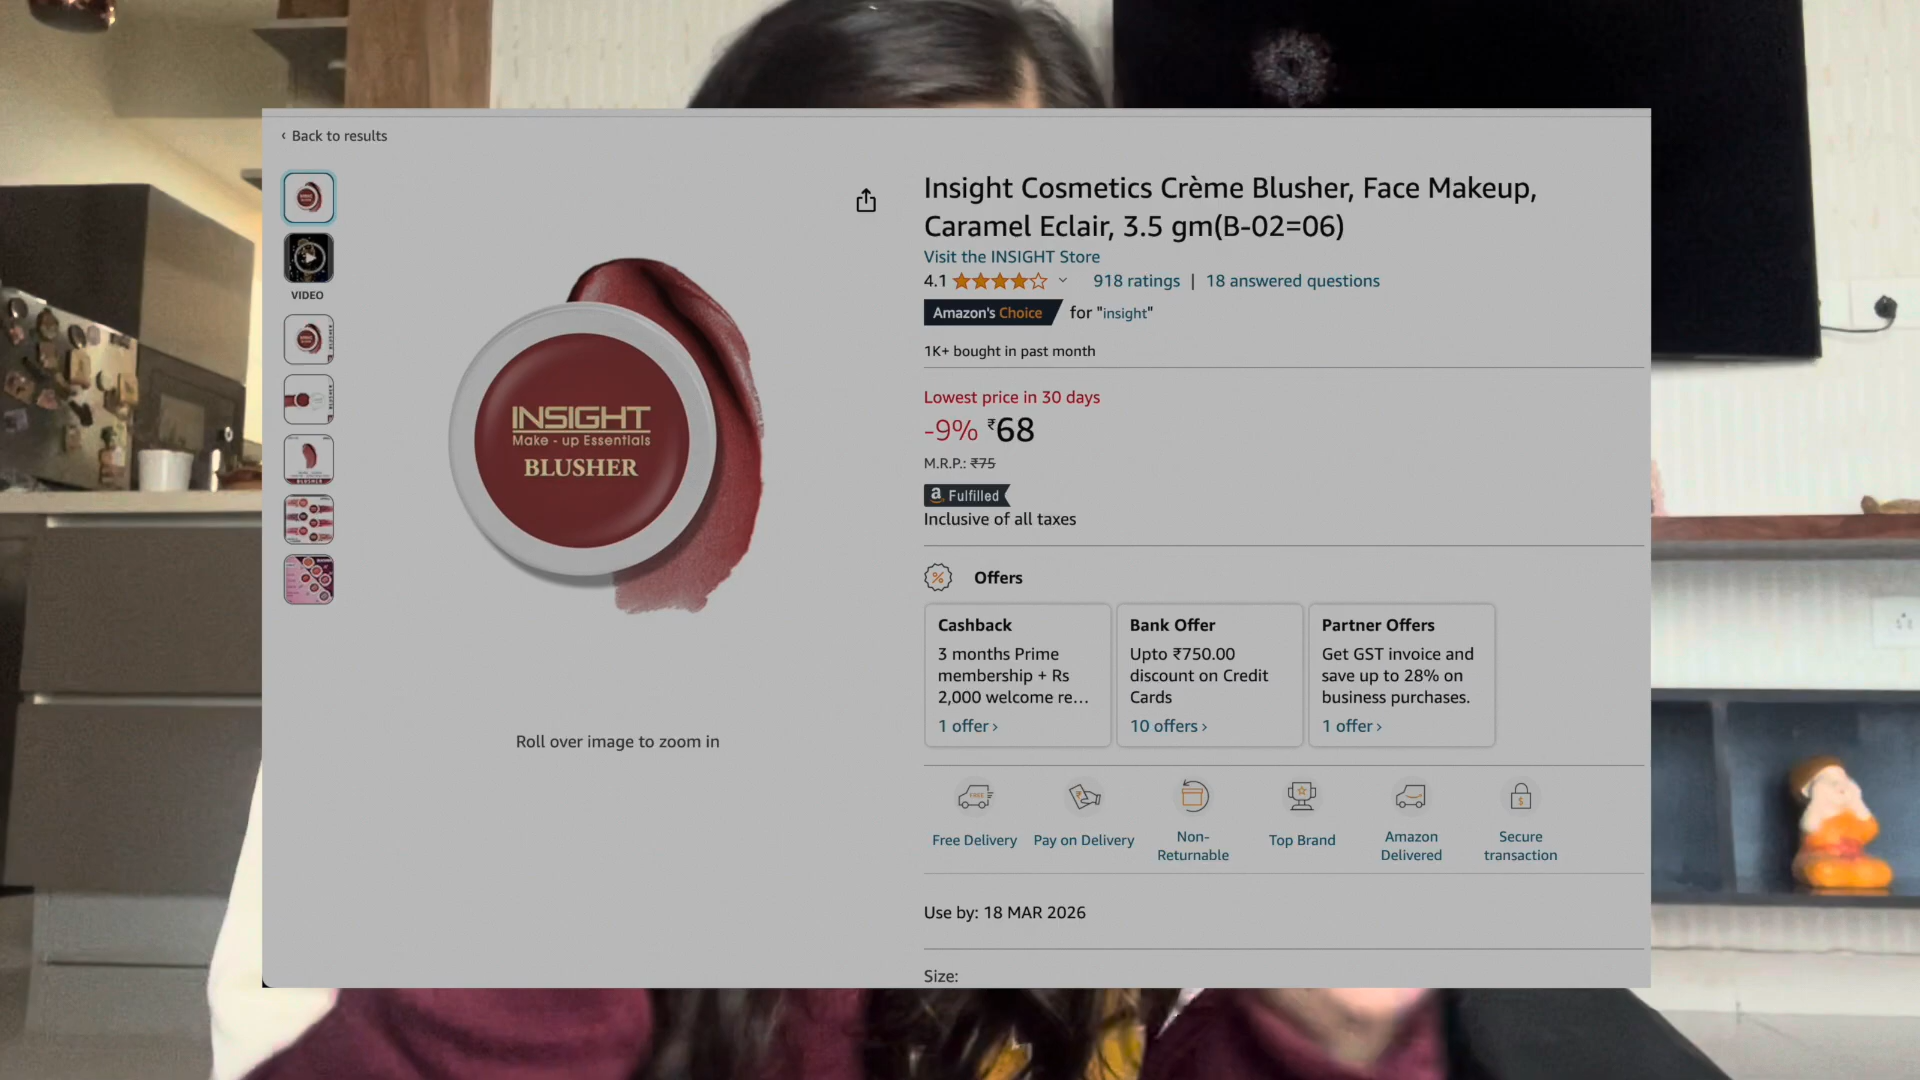 ‹ Back to results
VIDEO
INSIGHT
Make - up Essentials
BLUSHER
Roll over image to zoom in
Insight Cosmetics Crème Blusher, Face Makeup,
Caramel Eclair, 3.5 gm(B-02=06)
Visit the INSIGHT Store
4.1 918 ratings | 18 answered questions
Amazon's Choice for "insight"
1K+ bought in past month
Lowest price in 30 days
-9% ₹68
M.R.P.: ₹75
a Fulfilled
Inclusive of all taxes
% Offers
Cashback
3 months Prime
membership + Rs
2,000 welcome re…
1 offer ›
Bank Offer
Upto ₹750.00
discount on Credit
Cards
10 offers ›
Partner Offers
Get GST invoice and
save up to 28% on
business purchases.
1 offer ›
FREE
Free Delivery
Pay on Delivery
Non-
Returnable
Top Brand
Amazon
Delivered
Secure
transaction
Use by: 18 MAR 2026
Size: